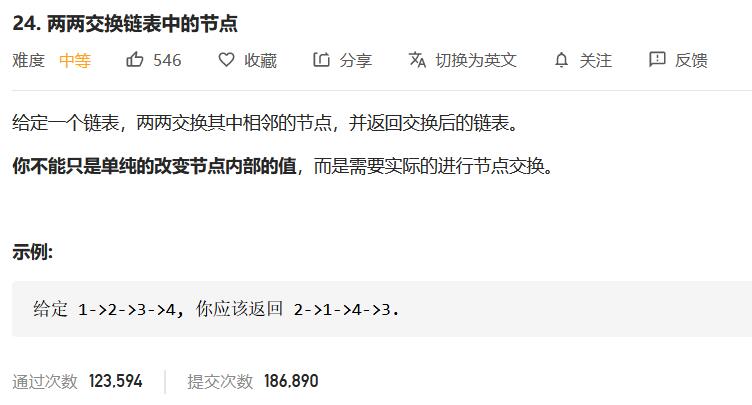 24. 两两交换链表中的节点
难度 中等 546 收藏 分享 切换为英文 关注 反馈
给定一个链表，两两交换其中相邻的节点，并返回交换后的链表。
你不能只是单纯的改变节点内部的值，而是需要实际的进行节点交换。
示例:
给定 1->2->3->4, 你应该返回 2->1->4->3.
通过次数 123,594 提交次数 186,890